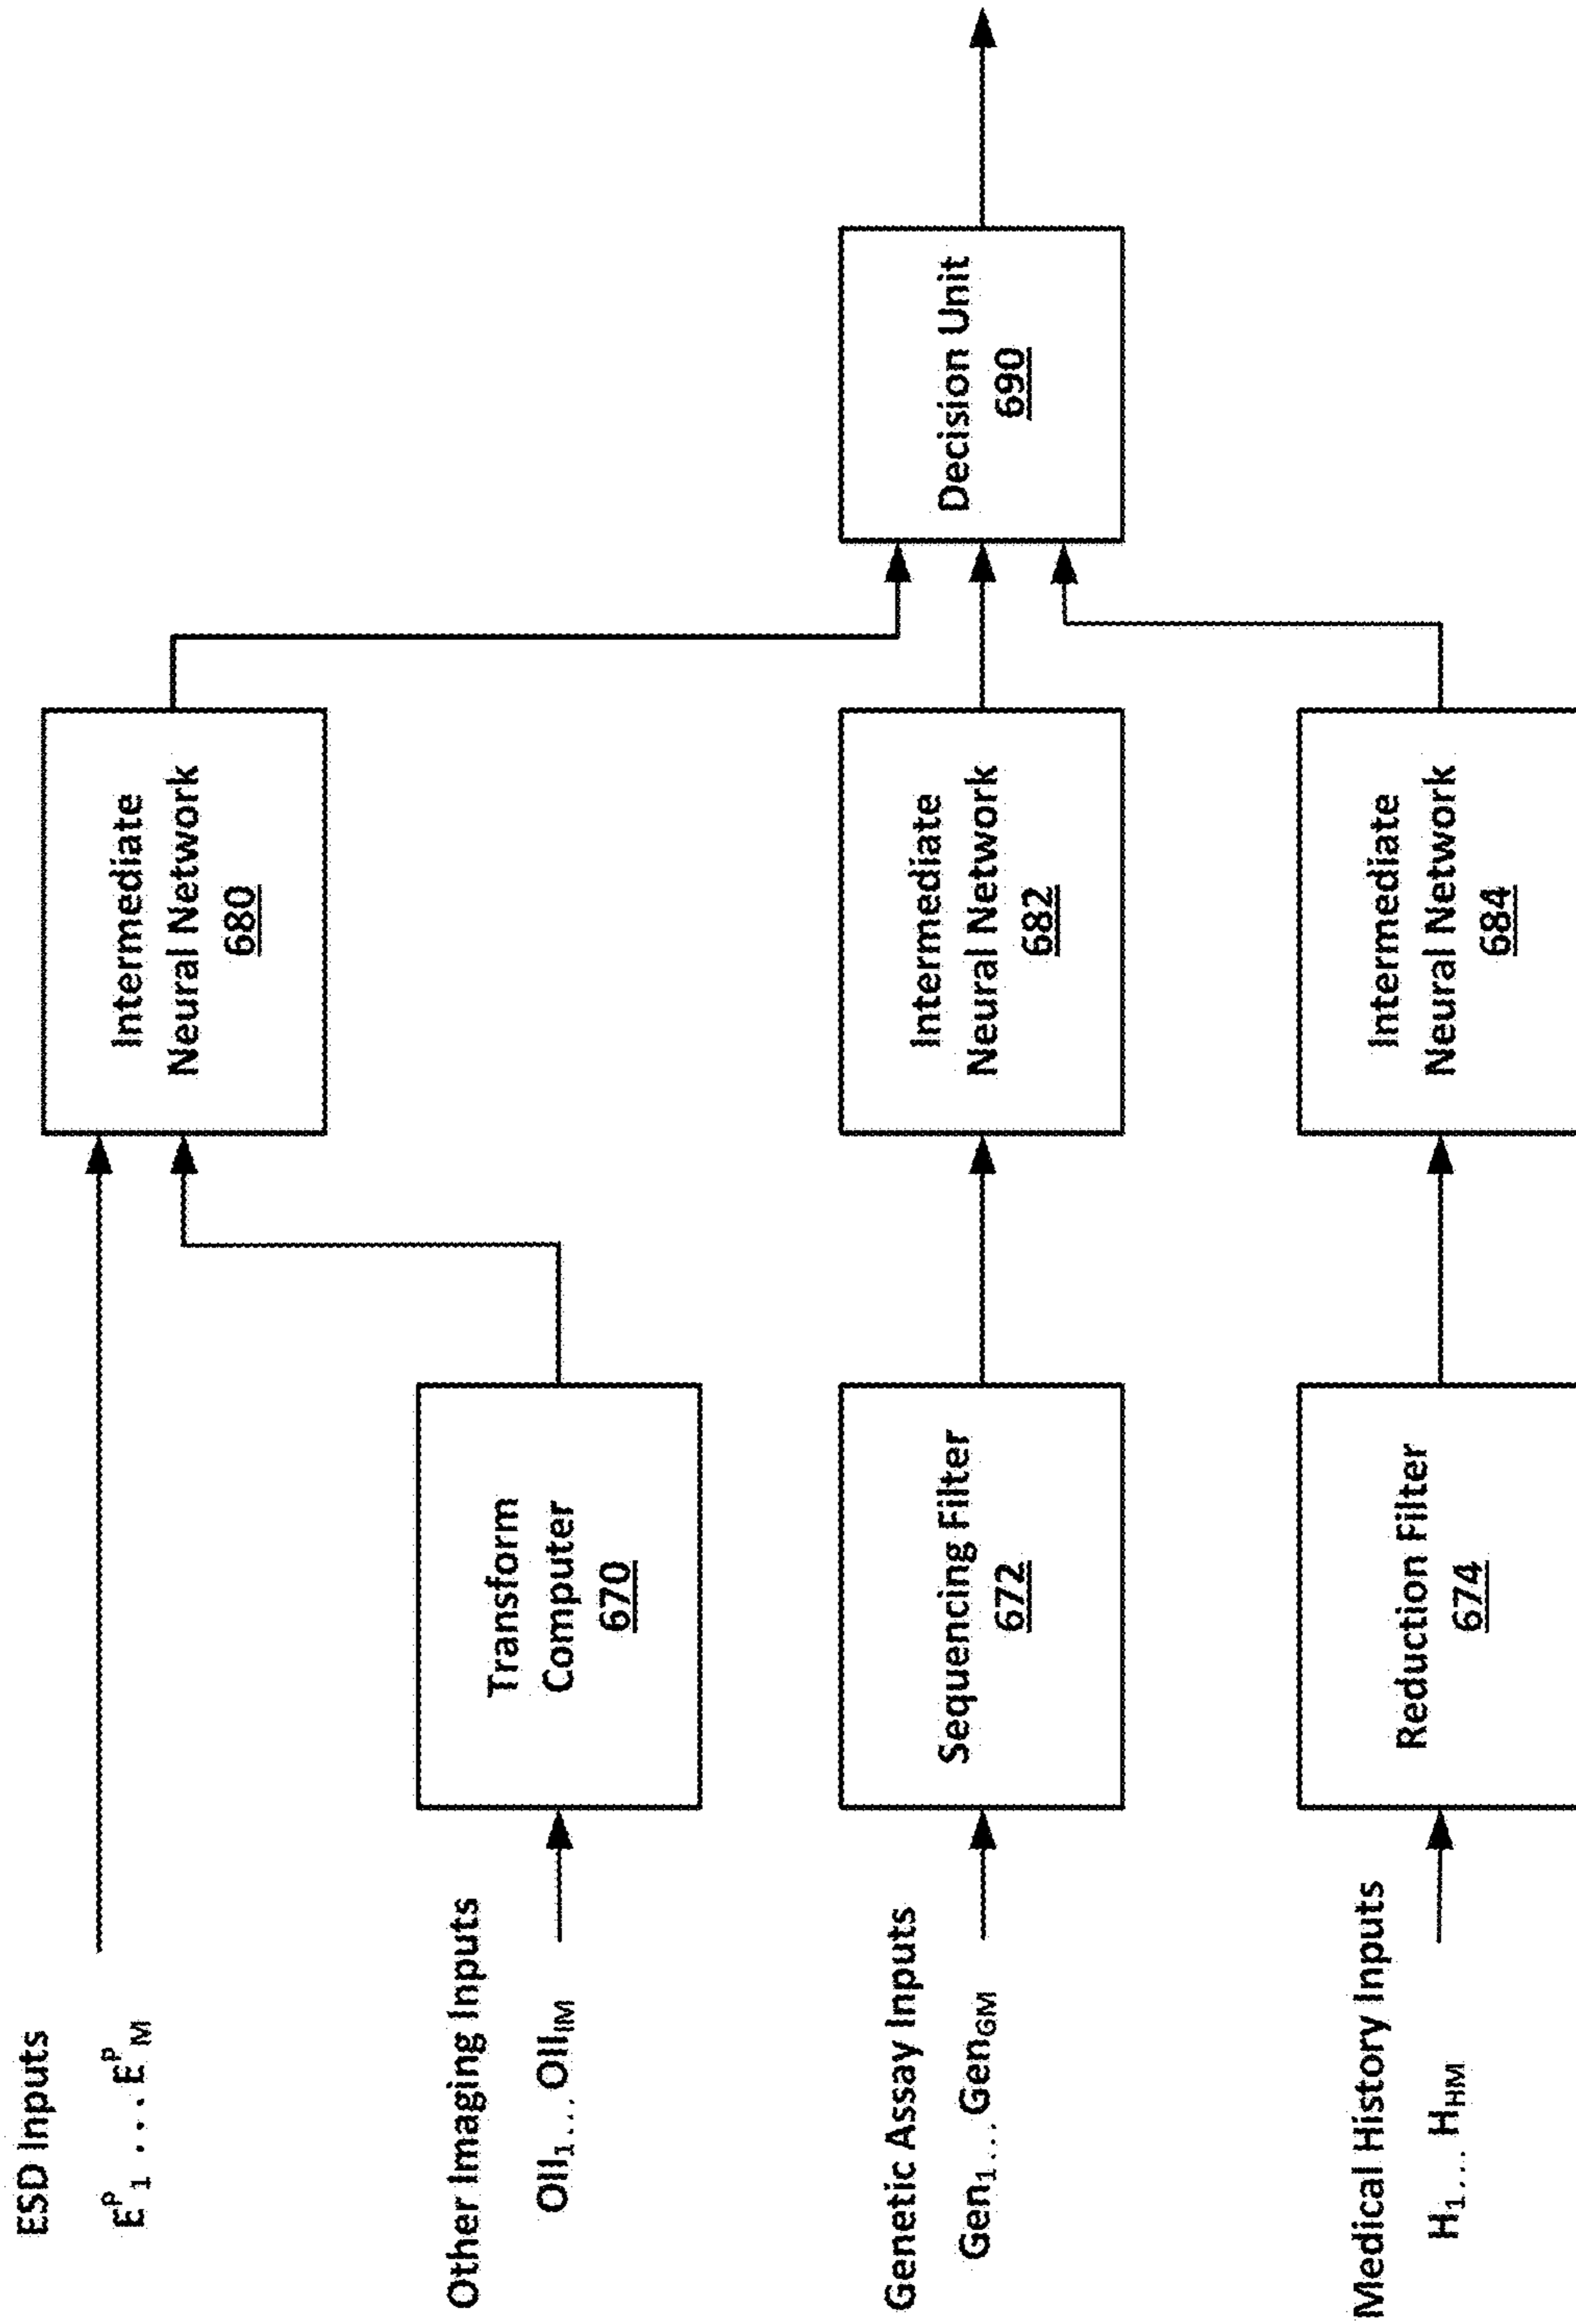 ESD Inputs
E^P_1 . . . E^P_M
Other Imaging Inputs
OII_1 . . . OII_IM
Genetic Assay Inputs
Gen_1 . . . Gen_GM
Medical History Inputs
H_1 . . . H_HM
Transform
Computer
670
Sequencing Filter
672
Reduction Filter
674
Intermediate
Neural Network
680
Intermediate
Neural Network
682
Intermediate
Neural Network
684
Decision Unit
690